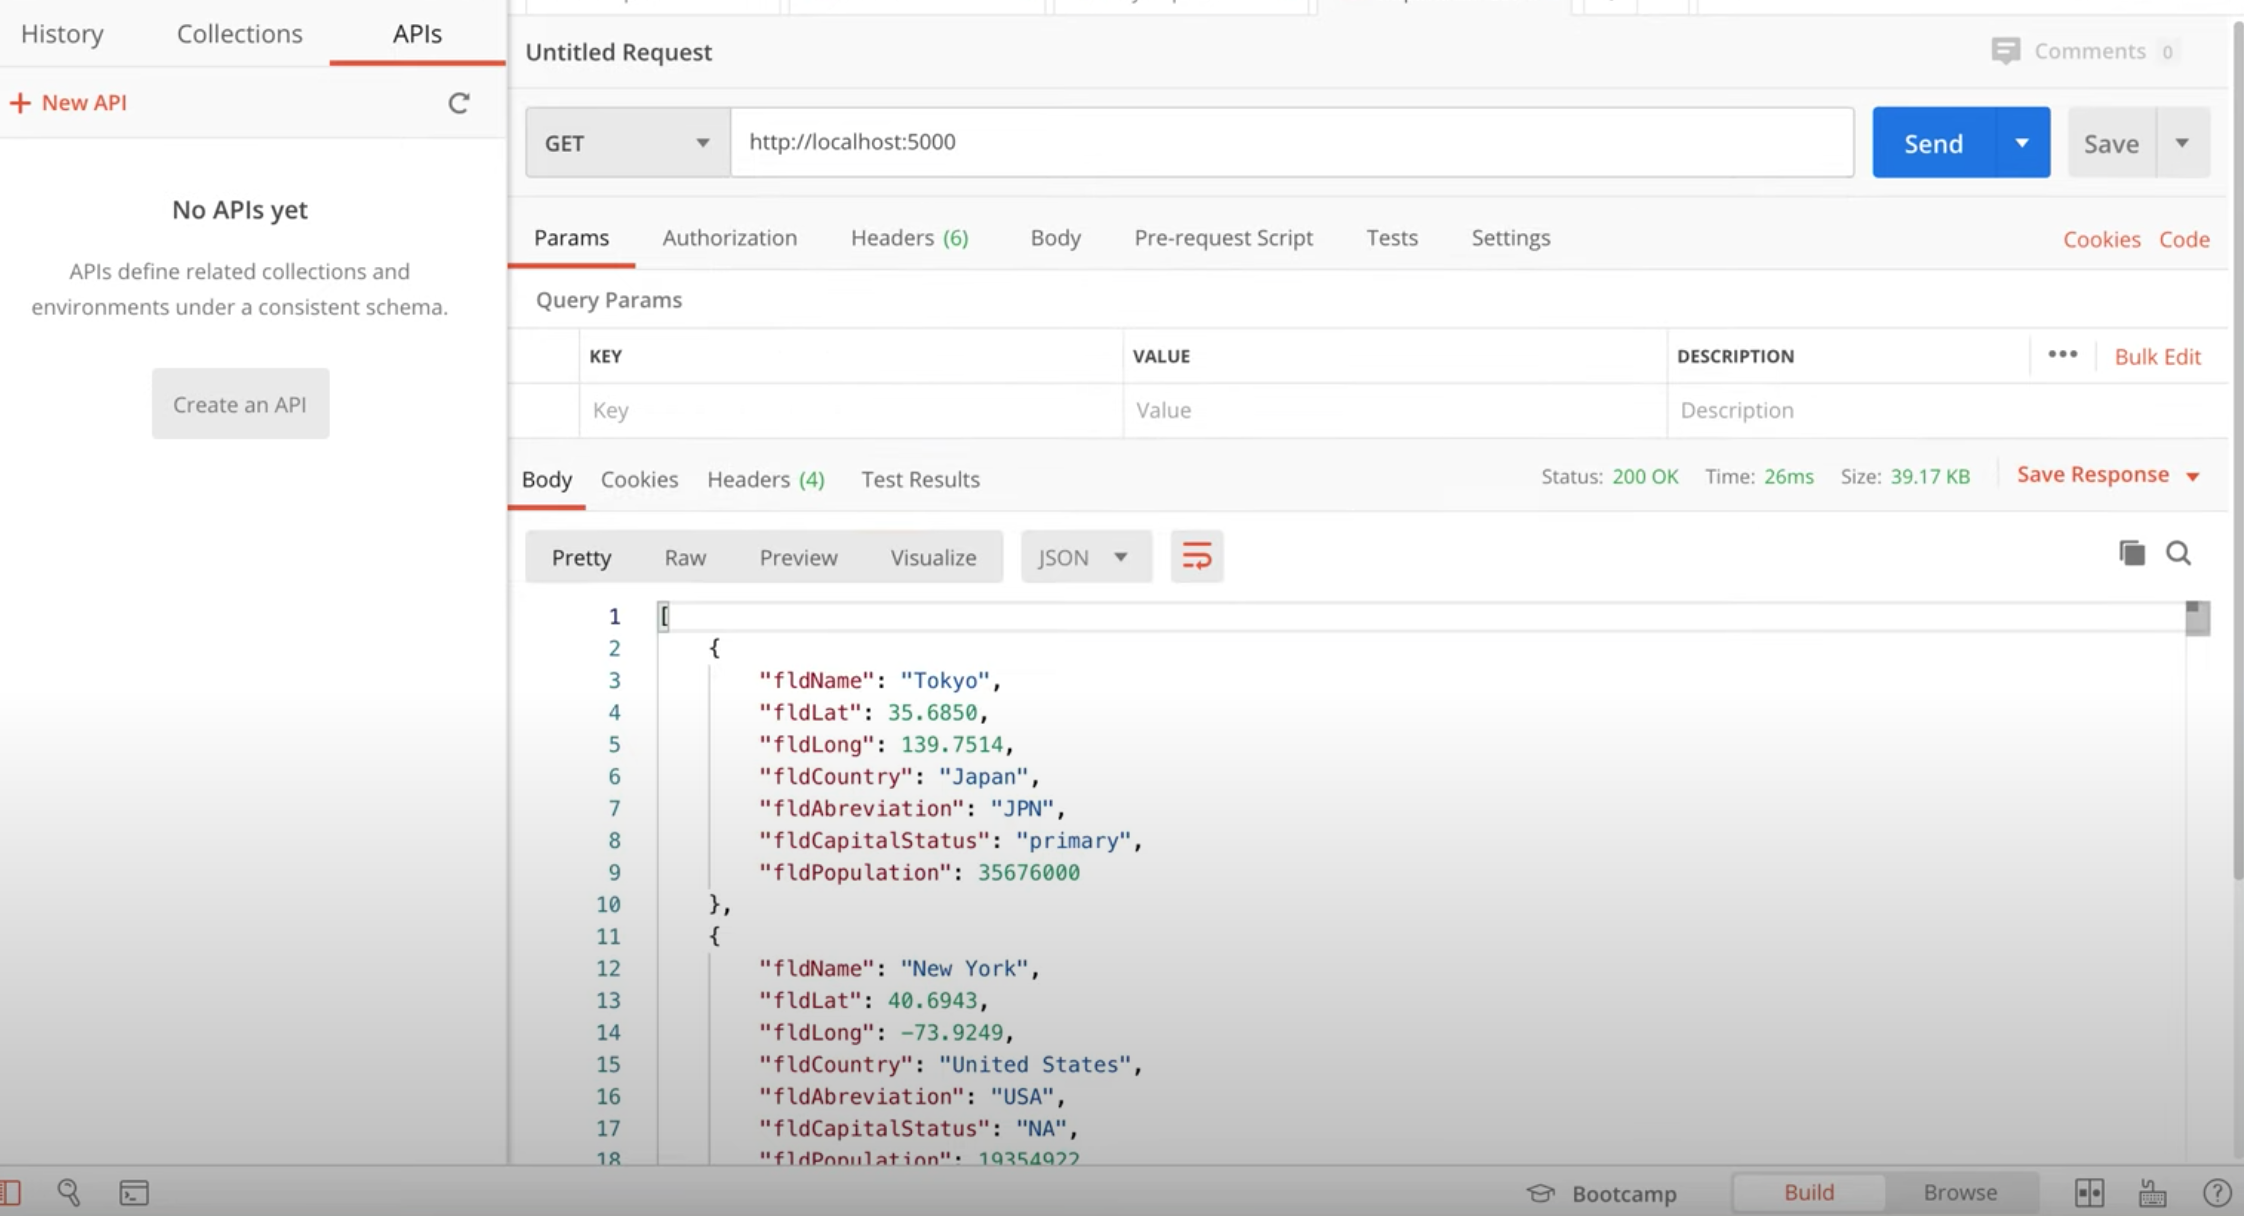 History Collections APIs
+ New API
No APIs yet
APIs define related collections and
environments under a consistent schema.
Create an API
Untitled Request
Comments 0
GET http://localhost:5000 Send Save
Params Authorization Headers (6) Body Pre-request Script Tests Settings Cookies Code
Query Params
KEY VALUE DESCRIPTION ••• Bulk Edit
Key Value Description
Body Cookies Headers (4) Test Results Status: 200 OK Time: 26ms Size: 39.17 KB Save Response
Pretty Raw Preview Visualize JSON
1 [
2 {
3 "fldName": "Tokyo",
4 "fldLat": 35.6850,
5 "fldLong": 139.7514,
6 "fldCountry": "Japan",
7 "fldAbreviation": "JPN",
8 "fldCapitalStatus": "primary",
9 "fldPopulation": 35676000
10 },
11 {
12 "fldName": "New York",
13 "fldLat": 40.6943,
14 "fldLong": -73.9249,
15 "fldCountry": "United States",
16 "fldAbreviation": "USA",
17 "fldCapitalStatus": "NA",
18 "fldPopulation": 19354922
Bootcamp Build Browse